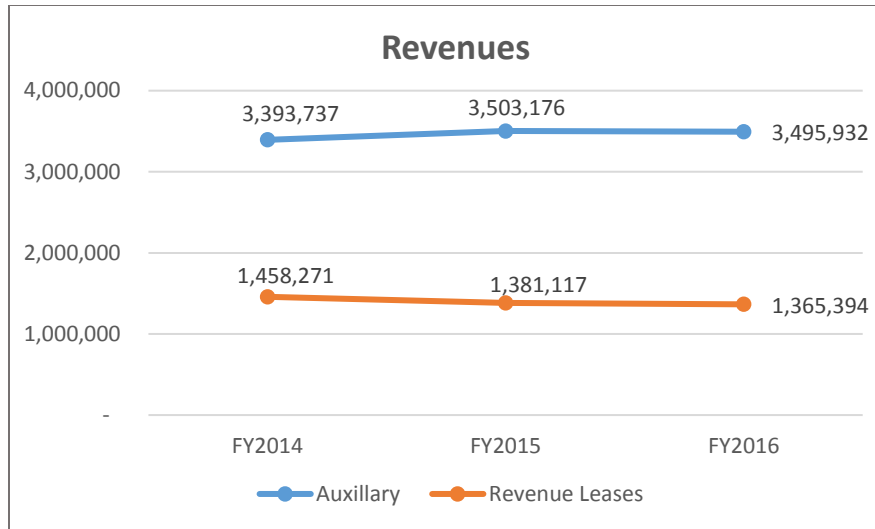 Revenues
4,000,000
3,393,737
3,503,176
3,495,932
3,000,000
2,000,000
1,458,271
1,381,117
1,365,394
1,000,000
-
FY2014
FY2015
FY2016
Auxillary
Revenue Leases